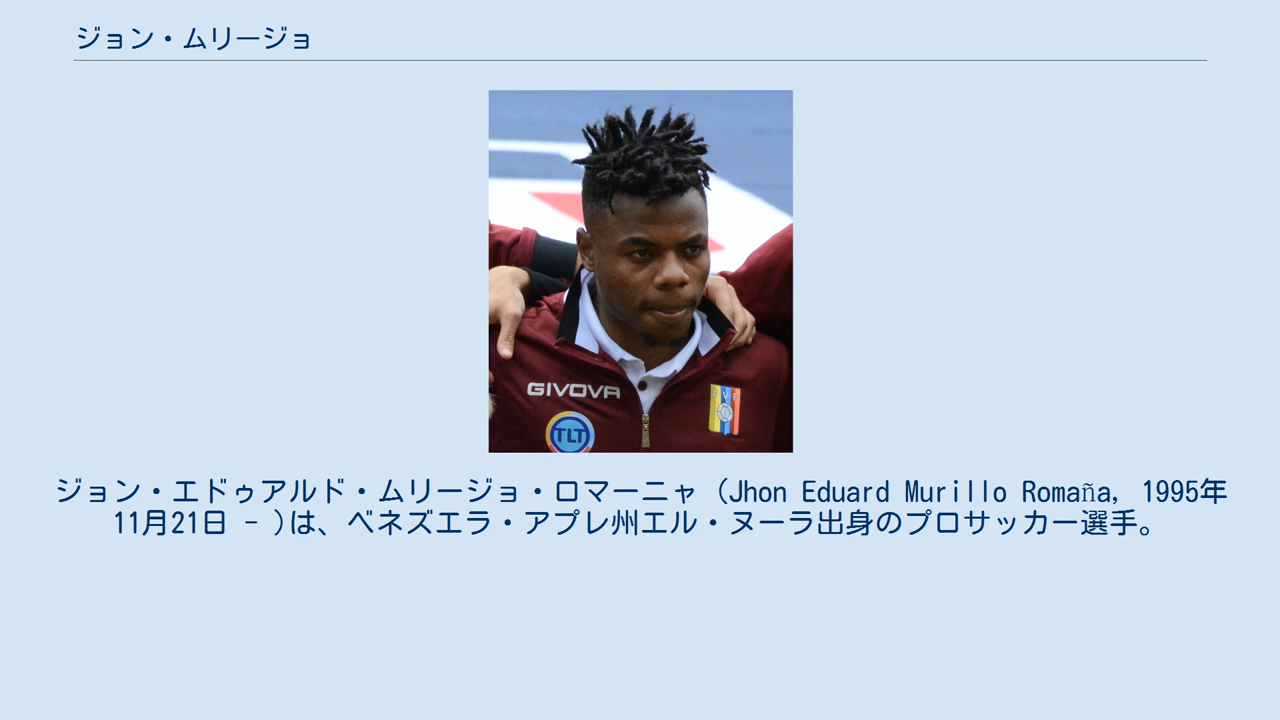 ジョン・ムリージョ
GIVOVA
TLT
ジョン・エドゥアルド・ムリージョ・ロマーニャ (Jhon Eduard Murillo Romaña, 1995年
11月21日 - )は、ベネズエラ・アプレ州エル・ヌーラ出身のプロサッカー選手。